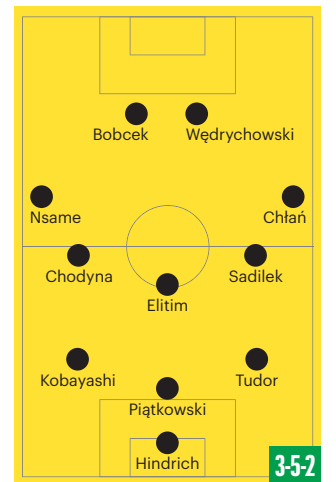 Bobcek Wędrychowski
Nsame Chłań
Chodyna Sadilek
Elitim
Kobayashi Tudor
Piątkowski
Hindrich
3-5-2